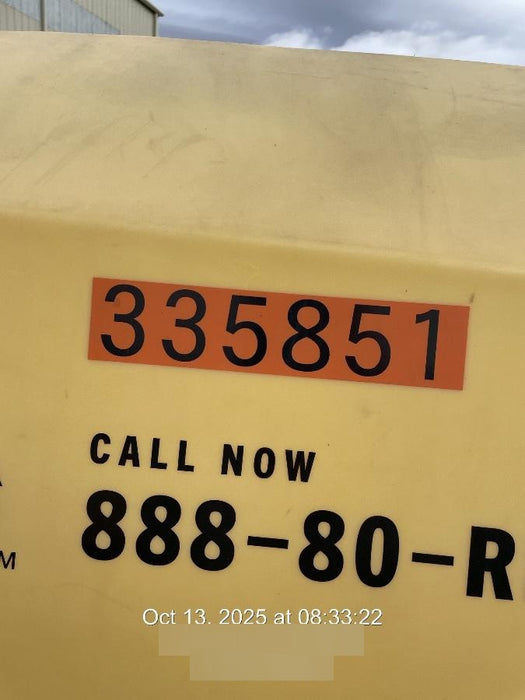 335851
CALL NOW
888-80-R
M
Oct 13, 2025 at 08:33:22